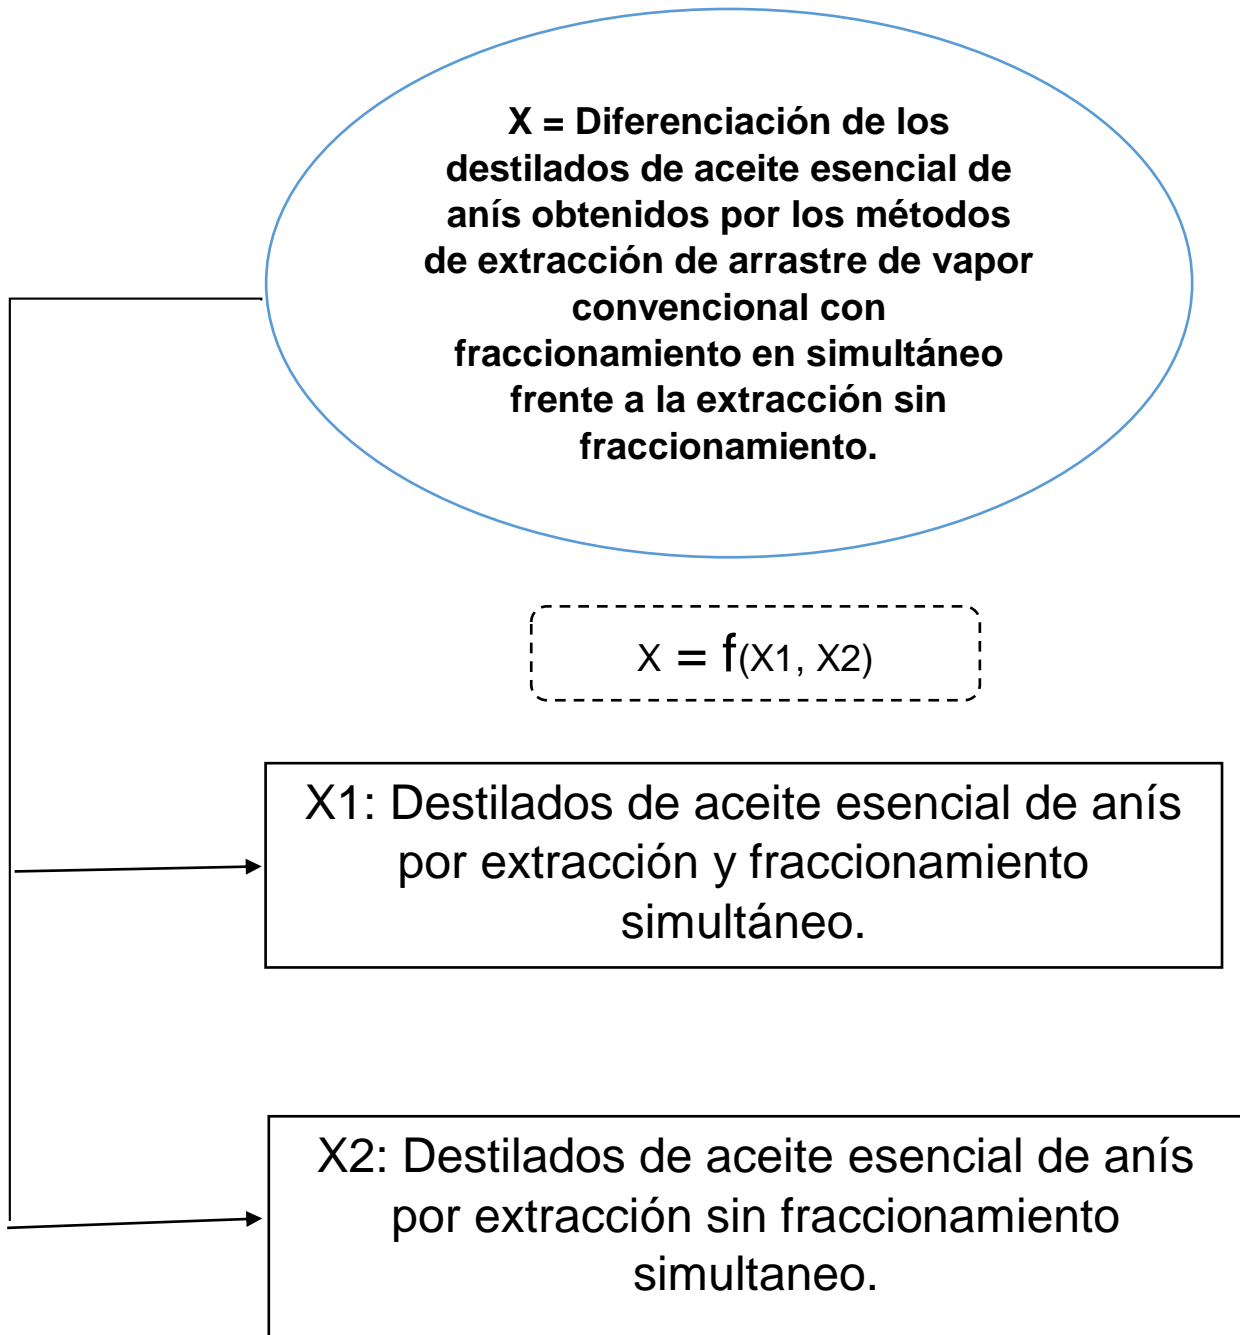 X = Diferenciación de los
destilados de aceite esencial de
anís obtenidos por los métodos
de extracción de arrastre de vapor
convencional con
fraccionamiento en simultáneo
frente a la extracción sin
fraccionamiento.
X = f(X1, X2)
X1: Destilados de aceite esencial de anís
por extracción y fraccionamiento
simultáneo.
X2: Destilados de aceite esencial de anís
por extracción sin fraccionamiento
simultaneo.